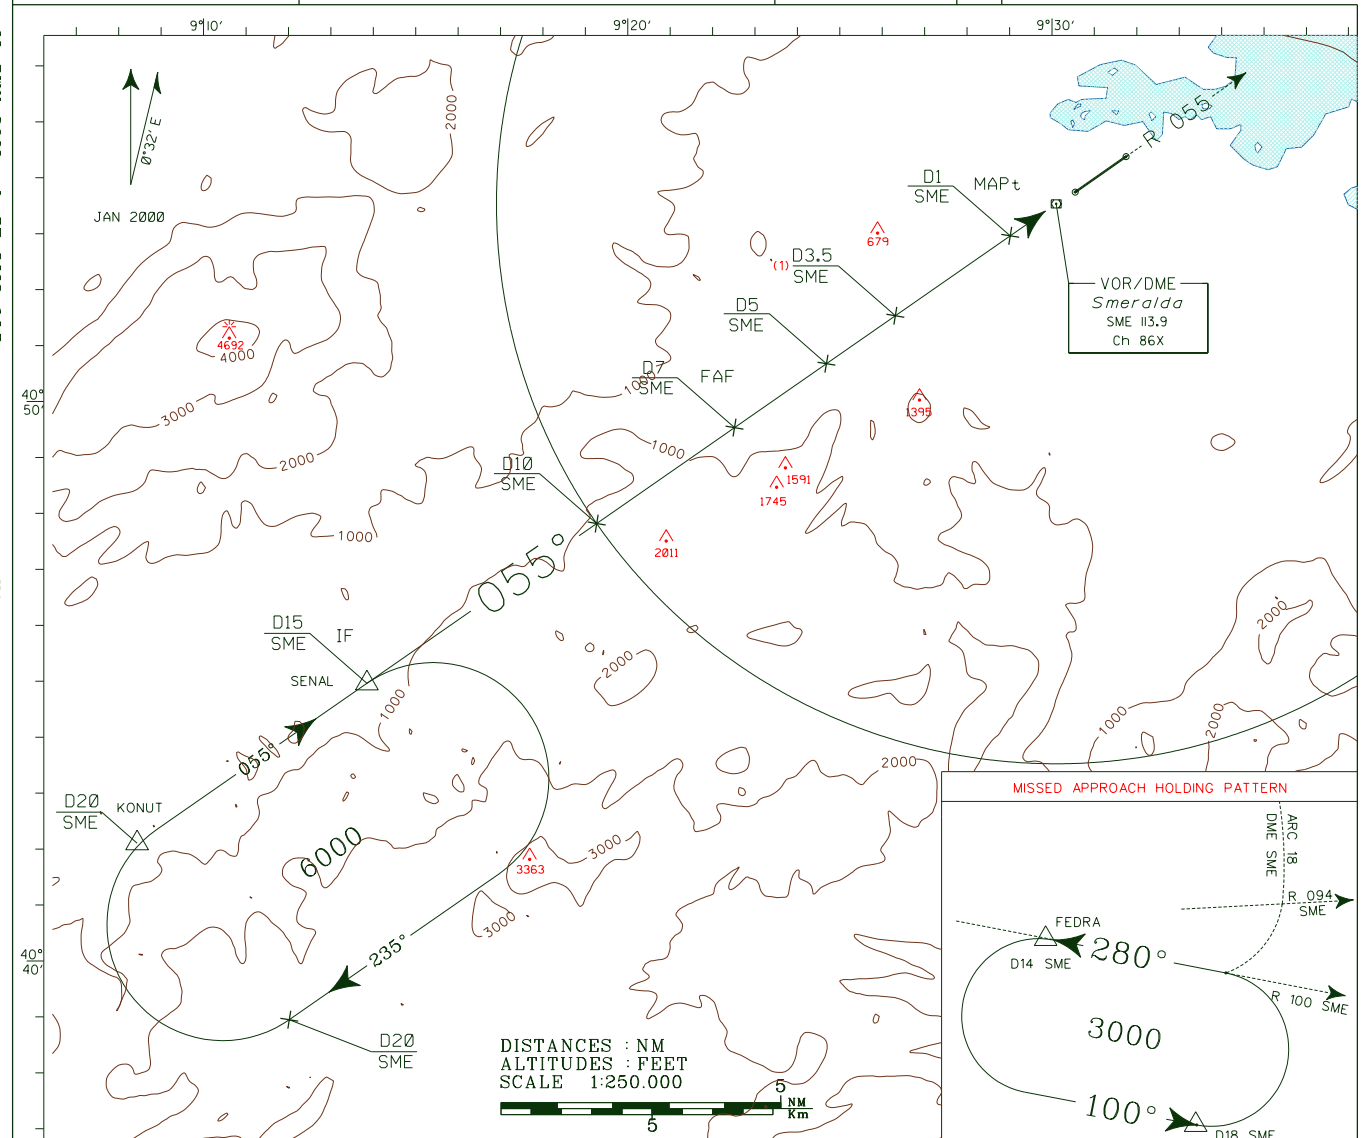 9°10'
9°20'
9°30'
0°32' E
JAN 2000
2000
R 055
D1
SME
MAPt
679
(1)
D3.5
SME
VOR/DME
Smeralda
SME 113.9
Ch 86X
D5
SME
4692
4000
D7
SME
FAF
1000
40°
50'
3000
1395
1000
2000
D10
SME
1591
1745
1000
2011
055°
D15
SME
IF
2000
2000
SENAL
1000
1000
2000
055°
2000
MISSED APPROACH HOLDING PATTERN
D20
SME
KONUT
6000
3000
3363
ARC 18
DME SME
R 094
SME
3000
FEDRA
235°
280°
D14 SME
40°
40'
R 100 SME
3000
D20
SME
DISTANCES : NM
ALTITUDES : FEET
SCALE 1:250.000
5
NM
Km
5
100°
D18 SME